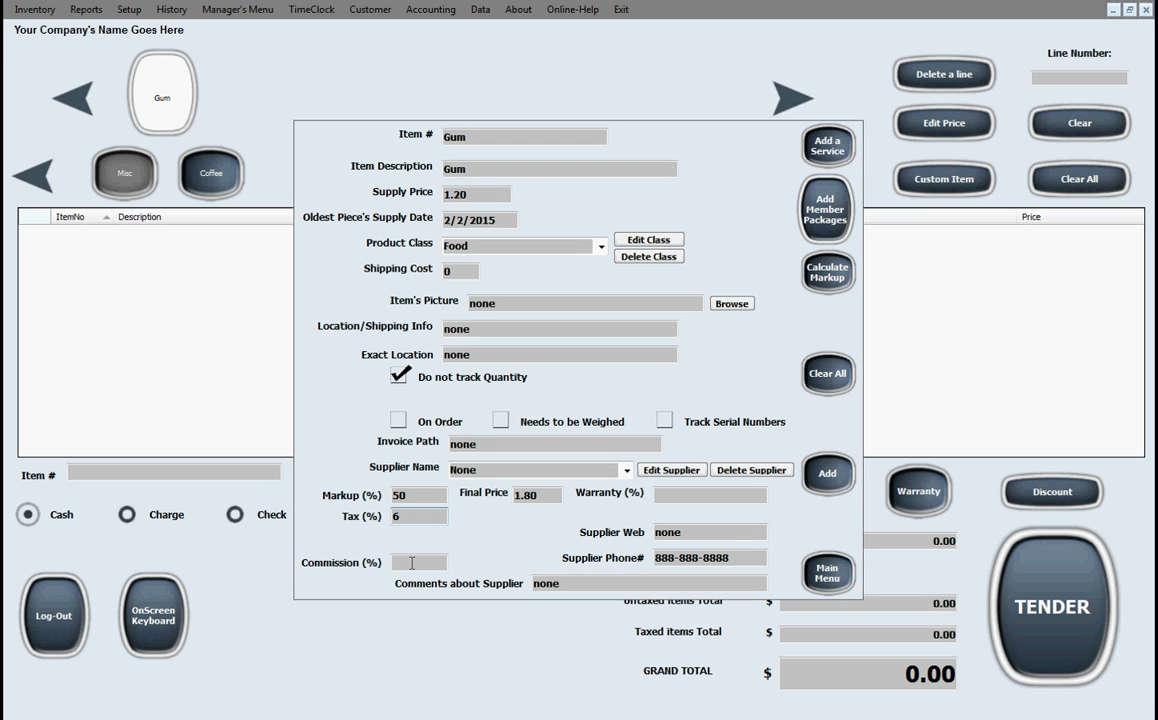 Inventory Reports Setup History Manager's Menu TimeClock Customer Accounting Data About Online-Help Exit
Your Company's Name Goes Here
Gum
Delete a line
Line Number:
Edit Price
Clear
Misc
Coffee
Custom Item
Clear All
ItemNo Description Price
Item # Gum
Item Description Gum
Supply Price 1.20
Oldest Piece's Supply Date 2/2/2015
Product Class Food Edit Class
Delete Class
Shipping Cost 0
Item's Picture none Browse
Location/Shipping Info none
Exact Location none
Do not track Quantity
On Order Needs to be Weighed Track Serial Numbers
Invoice Path none
Supplier Name None Edit Supplier Delete Supplier
Markup (%) 50 Final Price 1.80 Warranty (%)
Tax (%) 6
Supplier Web none
Commission (%) Supplier Phone# 888-888-8888
Comments about Supplier none
Add a
Service
Add
Member
Packages
Calculate
Markup
Clear All
Add
Main
Menu
Item #
Cash Charge Check
Warranty
Discount
0.00
Log-Out
OnScreen
Keyboard
Untaxed items Total $ 0.00
Taxed items Total $ 0.00
GRAND TOTAL $ 0.00
TENDER